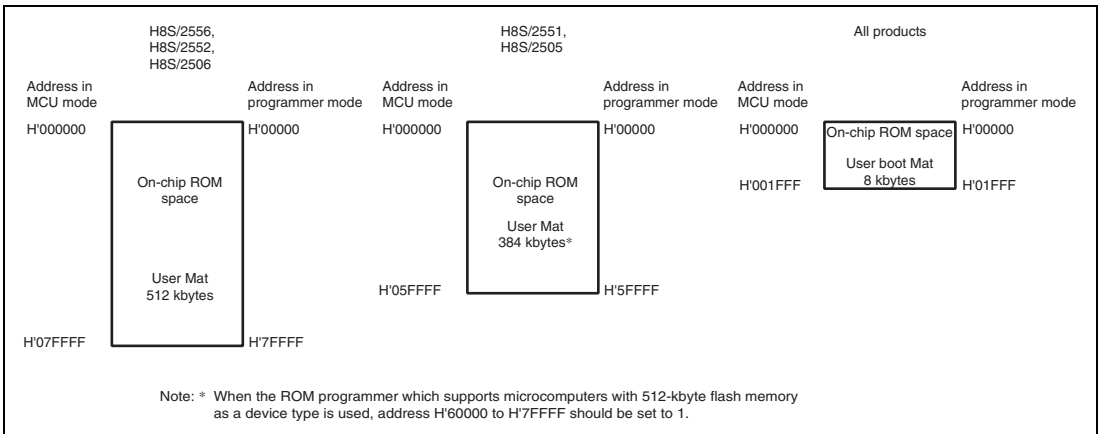 H8S/2556,
H8S/2552,
H8S/2506
Address in
MCU mode
Address in
programmer mode
H'000000
H'00000
On-chip ROM
space
User Mat
512 kbytes
H'07FFFF
H'7FFFF
H8S/2551,
H8S/2505
Address in
MCU mode
Address in
programmer mode
H'000000
H'00000
On-chip ROM
space
User Mat
384 kbytes*
H'05FFFF
H'5FFFF
All products
Address in
MCU mode
Address in
programmer mode
H'000000
H'00000
On-chip ROM space
User boot Mat
8 kbytes
H'001FFF
H'01FFF
Note: * When the ROM programmer which supports microcomputers with 512-kbyte flash memory
as a device type is used, address H'60000 to H'7FFFF should be set to 1.